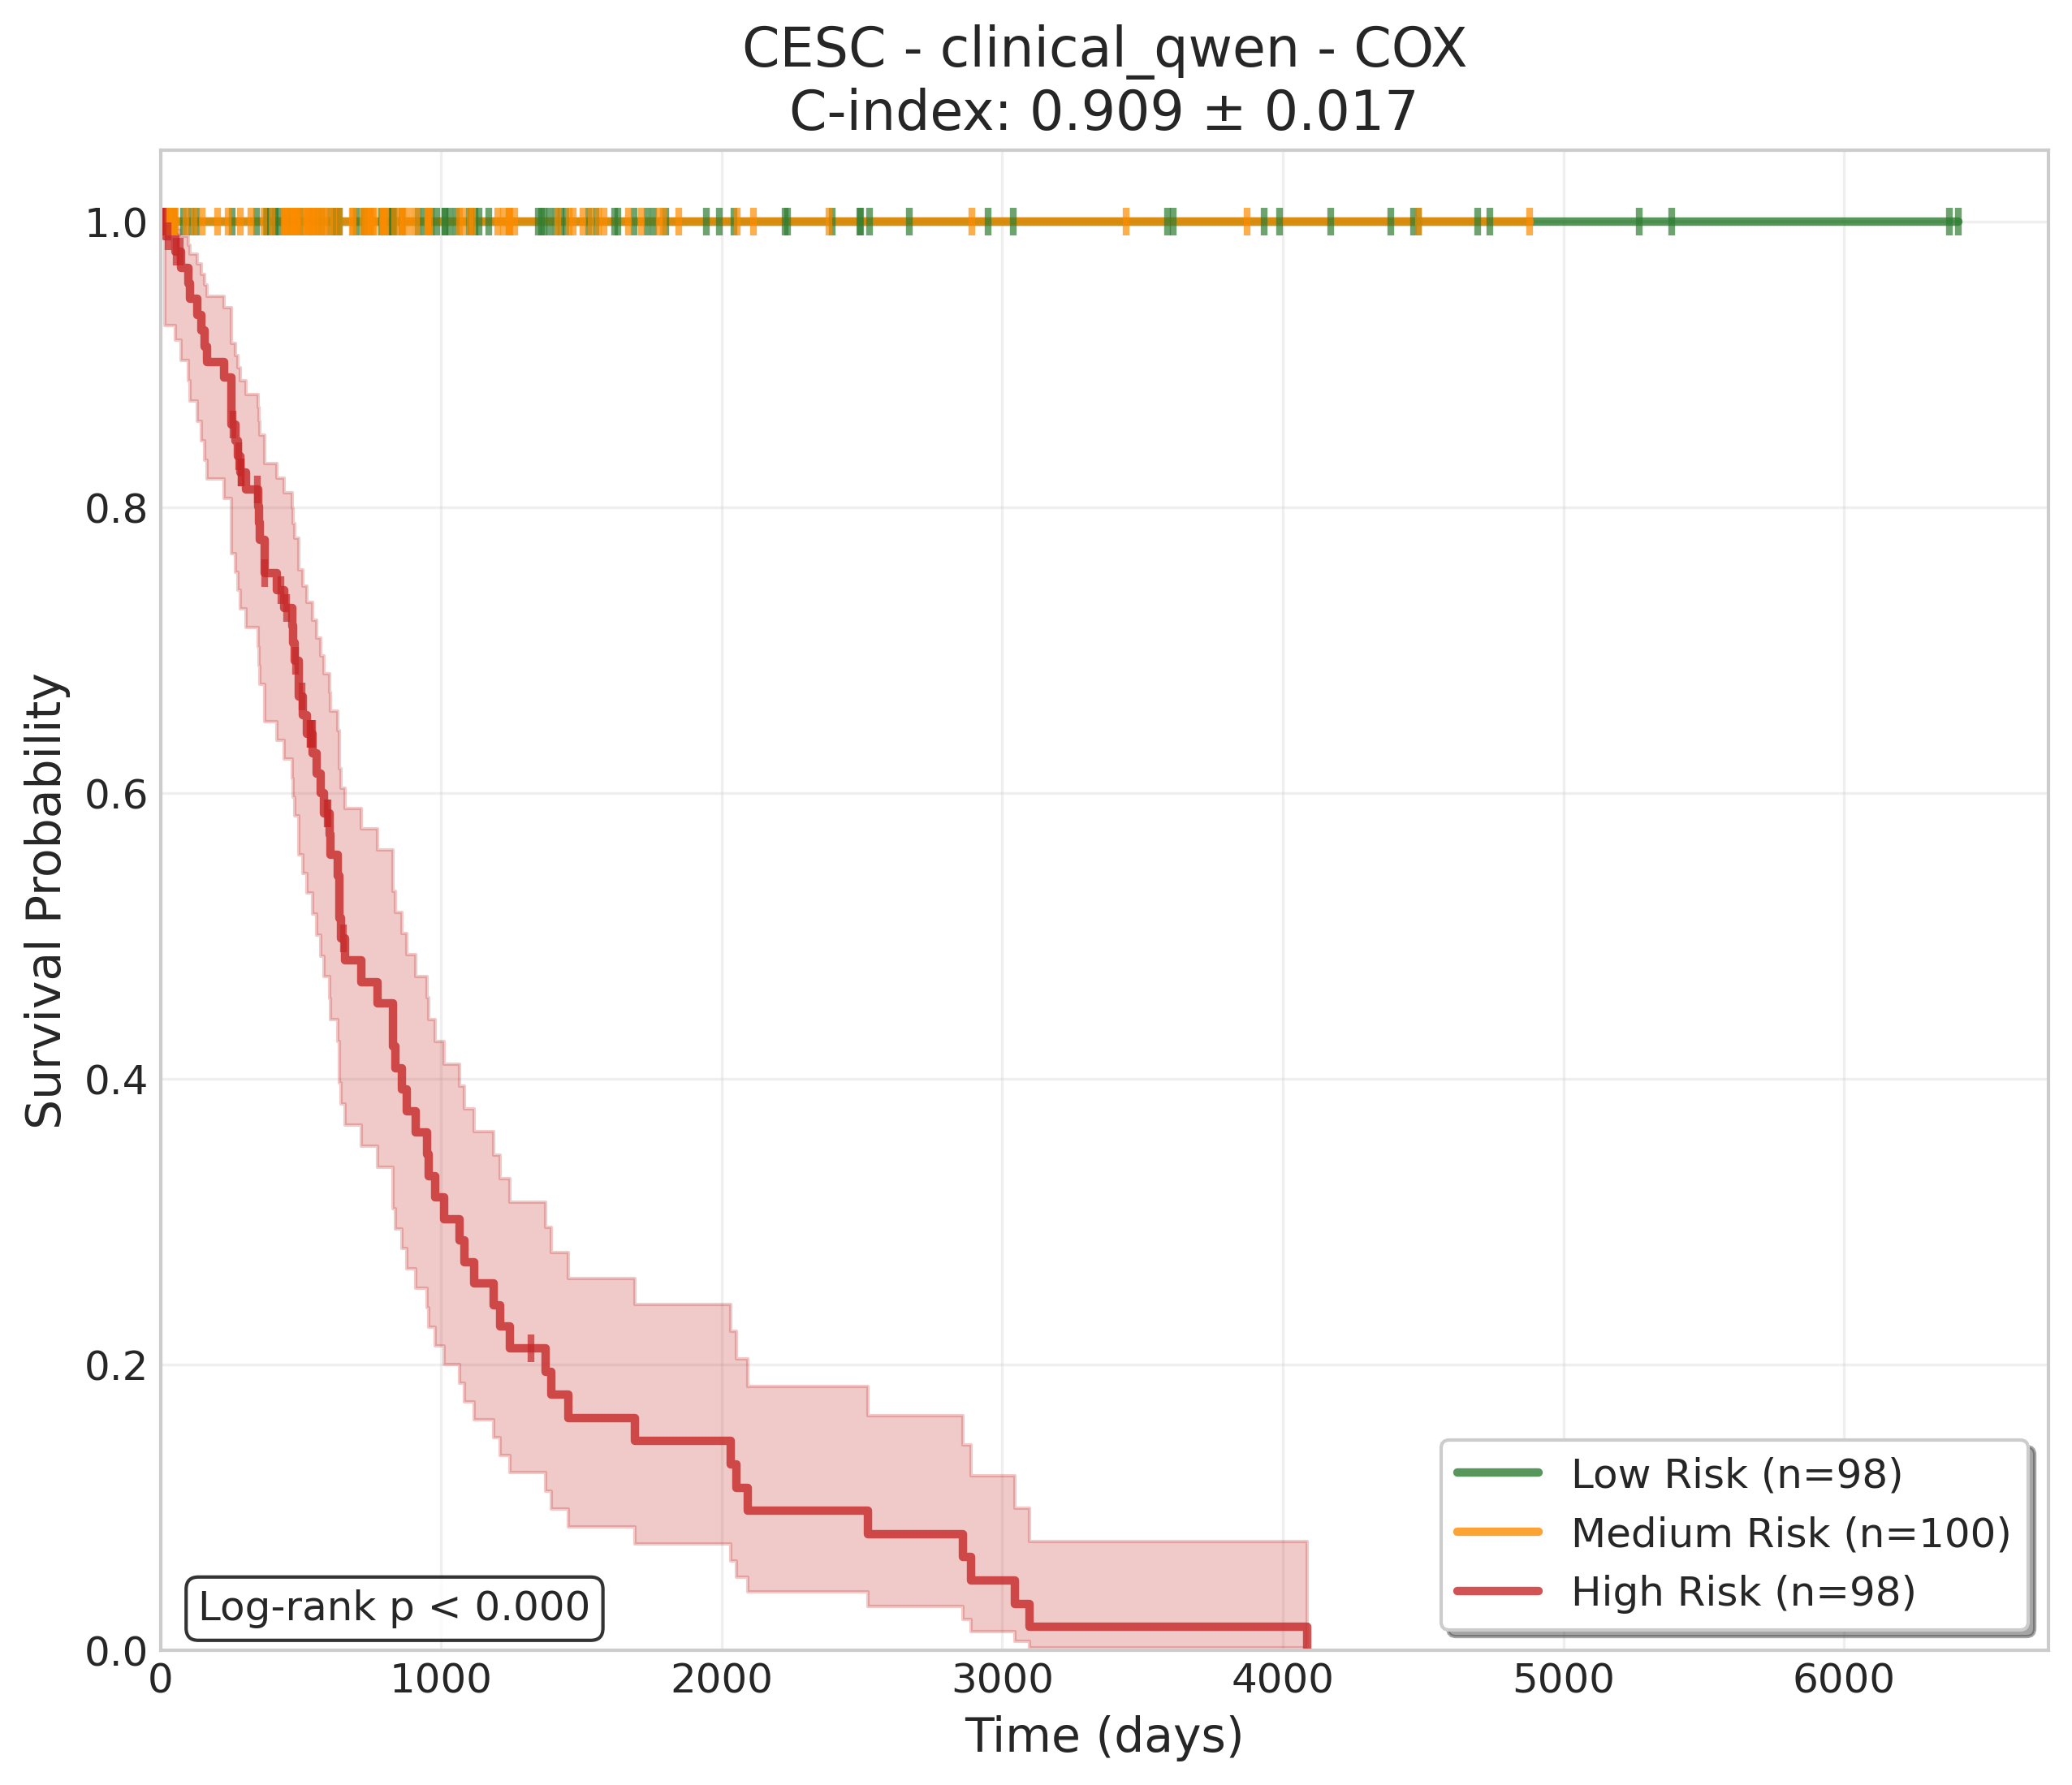 CESC - clinical_qwen - COX
C-index: 0.909 ± 0.017
Survival Probability
1.0
0.8
0.6
0.4
0.2
0.0
0 1000 2000 3000 4000 5000 6000
Time (days)
Log-rank p < 0.000
Low Risk (n=98)
Medium Risk (n=100)
High Risk (n=98)